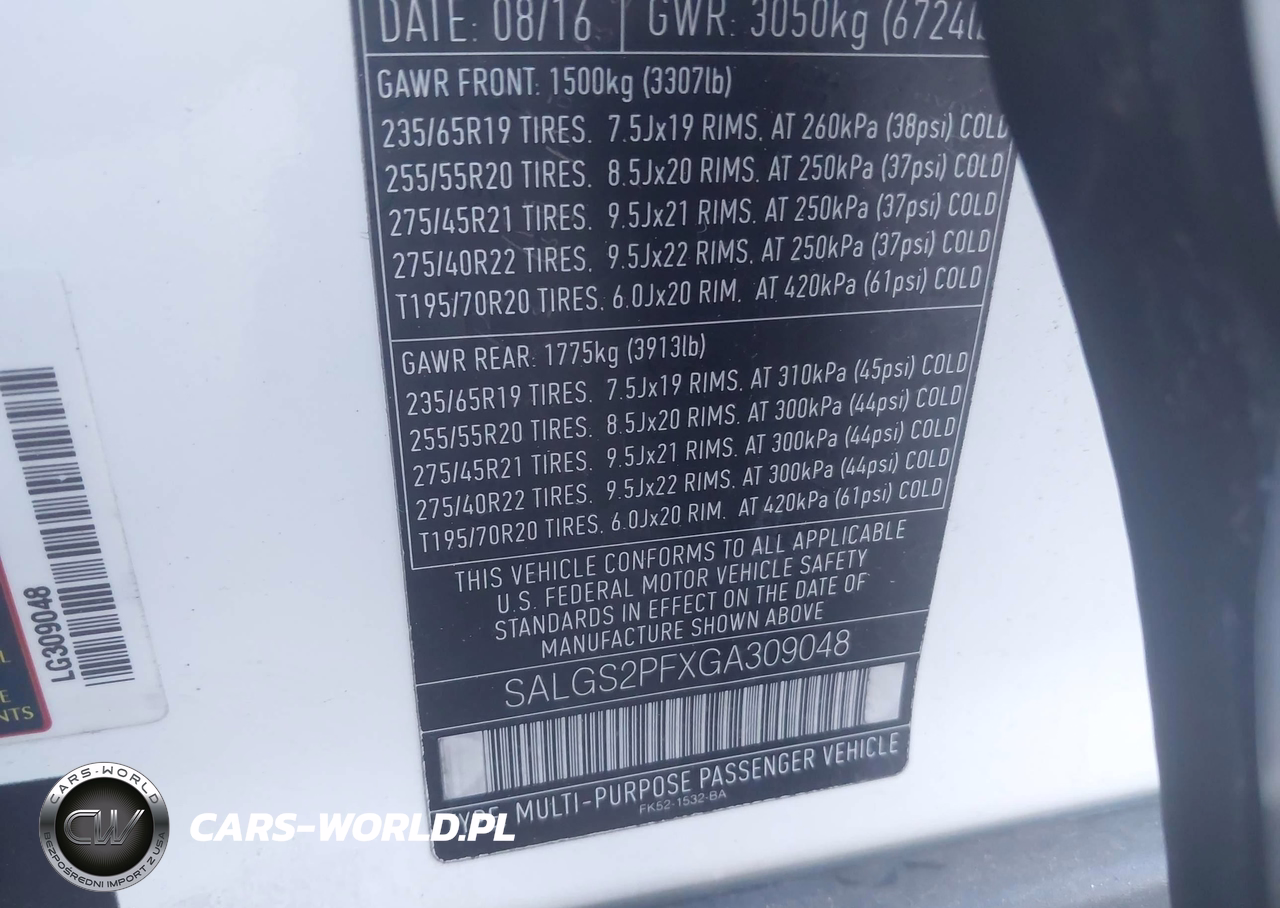 DATE: 08/16 GWR: 3050kg
GAWR FRONT: 1500kg (3307lb)
235/65R19 TIRES. 7.5Jx19 RIMS. AT 260kPa (38psi) COLD
255/55R20 TIRES. 8.5Jx20 RIMS. AT 250kPa (37psi) COLD
275/45R21 TIRES. 9.5Jx21 RIMS. AT 250kPa (37psi) COLD
275/40R22 TIRES. 9.5Jx22 RIMS. AT 250kPa (37psi) COLD
T195/70R20 TIRES. 6.0Jx20 RIM. AT 420kPa (61psi) COLD
GAWR REAR: 1775kg (3913lb)
235/65R19 TIRES. 7.5Jx19 RIMS. AT 310kPa (45psi) COLD
255/55R20 TIRES. 8.5Jx20 RIMS. AT 300kPa (44psi) COLD
275/45R21 TIRES. 9.5Jx21 RIMS. AT 300kPa (44psi) COLD
275/40R22 TIRES. 9.5Jx22 RIMS. AT 300kPa (44psi) COLD
T195/70R20 TIRES. 6.0Jx20 RIM. AT 420kPa (61psi) COLD
THIS VEHICLE CONFORMS TO ALL APPLICABLE
U.S. FEDERAL MOTOR VEHICLE SAFETY
STANDARDS IN EFFECT ON THE DATE OF
MANUFACTURE SHOWN ABOVE
SALGS2PFXGA309048
TYPE: MULTI-PURPOSE PASSENGER VEHICLE
FK52-1532-BA
LG309048
CARS-WORLD
CW
BEZPOŚREDNI IMPORT Z USA
CARS-WORLD.PL